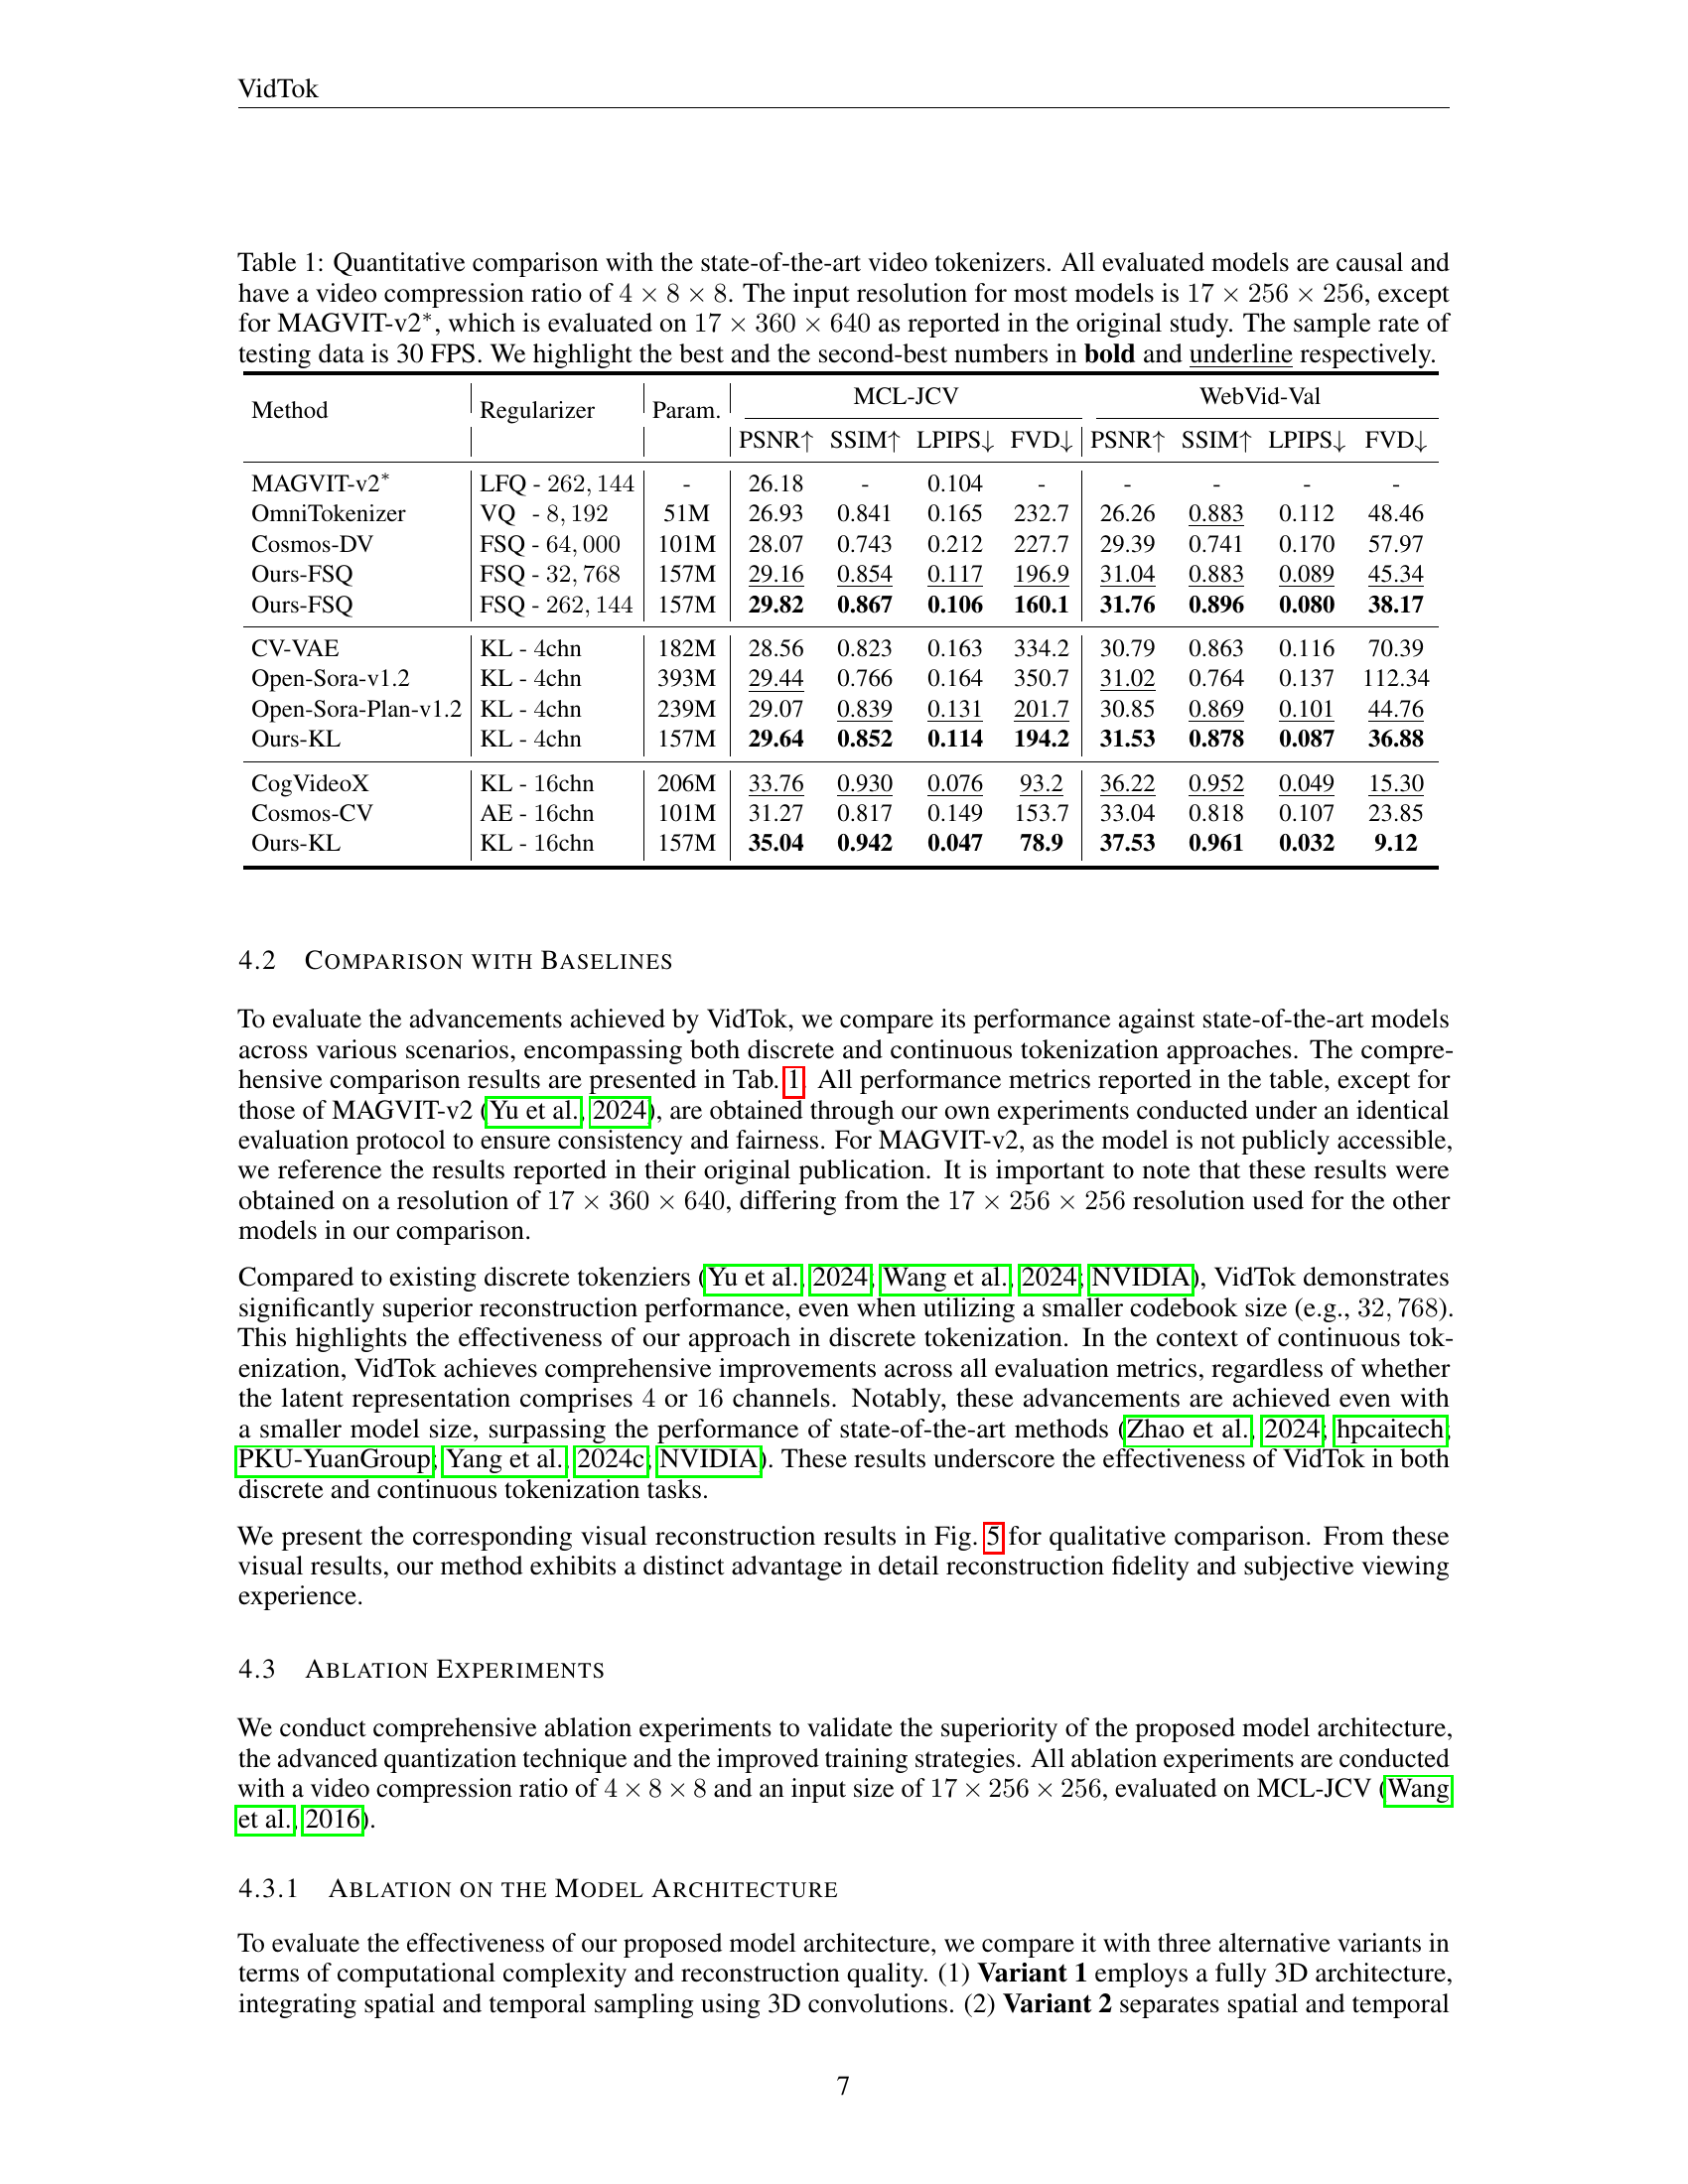 VidTok
Table 1: Quantitative comparison with the state-of-the-art video tokenizers. All evaluated models are causal and
have a video compression ratio of 4 × 8 × 8. The input resolution for most models is 17 × 256 × 256, except
for MAGVIT-v2*, which is evaluated on 17 × 360 × 640 as reported in the original study. The sample rate of
testing data is 30 FPS. We highlight the best and the second-best numbers in bold and underline respectively.
Method Regularizer Param. MCL-JCV WebVid-Val
PSNR↑ SSIM↑ LPIPS↓ FVD↓ PSNR↑ SSIM↑ LPIPS↓ FVD↓
MAGVIT-v2* LFQ - 262, 144 - 26.18 - 0.104 - - - - -
OmniTokenizer VQ - 8, 192 51M 26.93 0.841 0.165 232.7 26.26 0.883 0.112 48.46
Cosmos-DV FSQ - 64, 000 101M 28.07 0.743 0.212 227.7 29.39 0.741 0.170 57.97
Ours-FSQ FSQ - 32, 768 157M 29.16 0.854 0.117 196.9 31.04 0.883 0.089 45.34
Ours-FSQ FSQ - 262, 144 157M 29.82 0.867 0.106 160.1 31.76 0.896 0.080 38.17
CV-VAE KL - 4chn 182M 28.56 0.823 0.163 334.2 30.79 0.863 0.116 70.39
Open-Sora-v1.2 KL - 4chn 393M 29.44 0.766 0.164 350.7 31.02 0.764 0.137 112.34
Open-Sora-Plan-v1.2 KL - 4chn 239M 29.07 0.839 0.131 201.7 30.85 0.869 0.101 44.76
Ours-KL KL - 4chn 157M 29.64 0.852 0.114 194.2 31.53 0.878 0.087 36.88
CogVideoX KL - 16chn 206M 33.76 0.930 0.076 93.2 36.22 0.952 0.049 15.30
Cosmos-CV AE - 16chn 101M 31.27 0.817 0.149 153.7 33.04 0.818 0.107 23.85
Ours-KL KL - 16chn 157M 35.04 0.942 0.047 78.9 37.53 0.961 0.032 9.12
4.2 COMPARISON WITH BASELINES
To evaluate the advancements achieved by VidTok, we compare its performance against state-of-the-art models
across various scenarios, encompassing both discrete and continuous tokenization approaches. The compre-
hensive comparison results are presented in Tab. 1. All performance metrics reported in the table, except for
those of MAGVIT-v2 (Yu et al., 2024), are obtained through our own experiments conducted under an identical
evaluation protocol to ensure consistency and fairness. For MAGVIT-v2, as the model is not publicly accessible,
we reference the results reported in their original publication. It is important to note that these results were
obtained on a resolution of 17 × 360 × 640, differing from the 17 × 256 × 256 resolution used for the other
models in our comparison.
Compared to existing discrete tokenziers (Yu et al., 2024; Wang et al., 2024; NVIDIA), VidTok demonstrates
significantly superior reconstruction performance, even when utilizing a smaller codebook size (e.g., 32, 768).
This highlights the effectiveness of our approach in discrete tokenization. In the context of continuous tok-
enization, VidTok achieves comprehensive improvements across all evaluation metrics, regardless of whether
the latent representation comprises 4 or 16 channels. Notably, these advancements are achieved even with
a smaller model size, surpassing the performance of state-of-the-art methods (Zhao et al., 2024; hpcaitech;
PKU-YuanGroup; Yang et al., 2024c; NVIDIA). These results underscore the effectiveness of VidTok in both
discrete and continuous tokenization tasks.
We present the corresponding visual reconstruction results in Fig. 5 for qualitative comparison. From these
visual results, our method exhibits a distinct advantage in detail reconstruction fidelity and subjective viewing
experience.
4.3 ABLATION EXPERIMENTS
We conduct comprehensive ablation experiments to validate the superiority of the proposed model architecture,
the advanced quantization technique and the improved training strategies. All ablation experiments are conducted
with a video compression ratio of 4 × 8 × 8 and an input size of 17 × 256 × 256, evaluated on MCL-JCV (Wang
et al., 2016).
4.3.1 ABLATION ON THE MODEL ARCHITECTURE
To evaluate the effectiveness of our proposed model architecture, we compare it with three alternative variants in
terms of computational complexity and reconstruction quality. (1) Variant 1 employs a fully 3D architecture,
integrating spatial and temporal sampling using 3D convolutions. (2) Variant 2 separates spatial and temporal
7